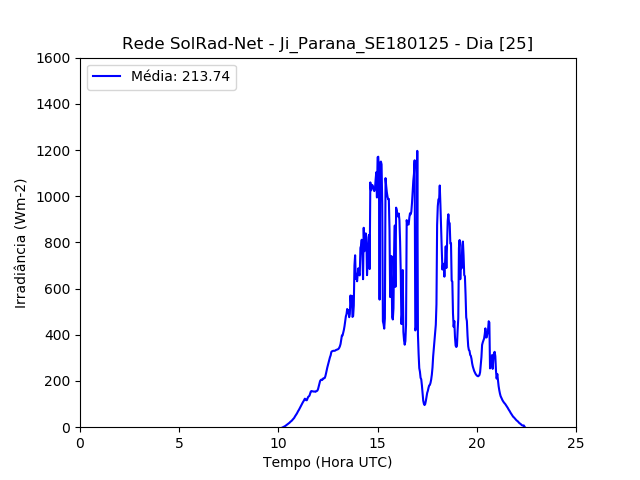 Rede SolRad-Net - Ji_Parana_SE180125 - Dia [25]
Média: 213.74
Irradiância (Wm-2)
1600
1400
1200
1000
800
600
400
200
0
0 5 10 15 20 25
Tempo (Hora UTC)